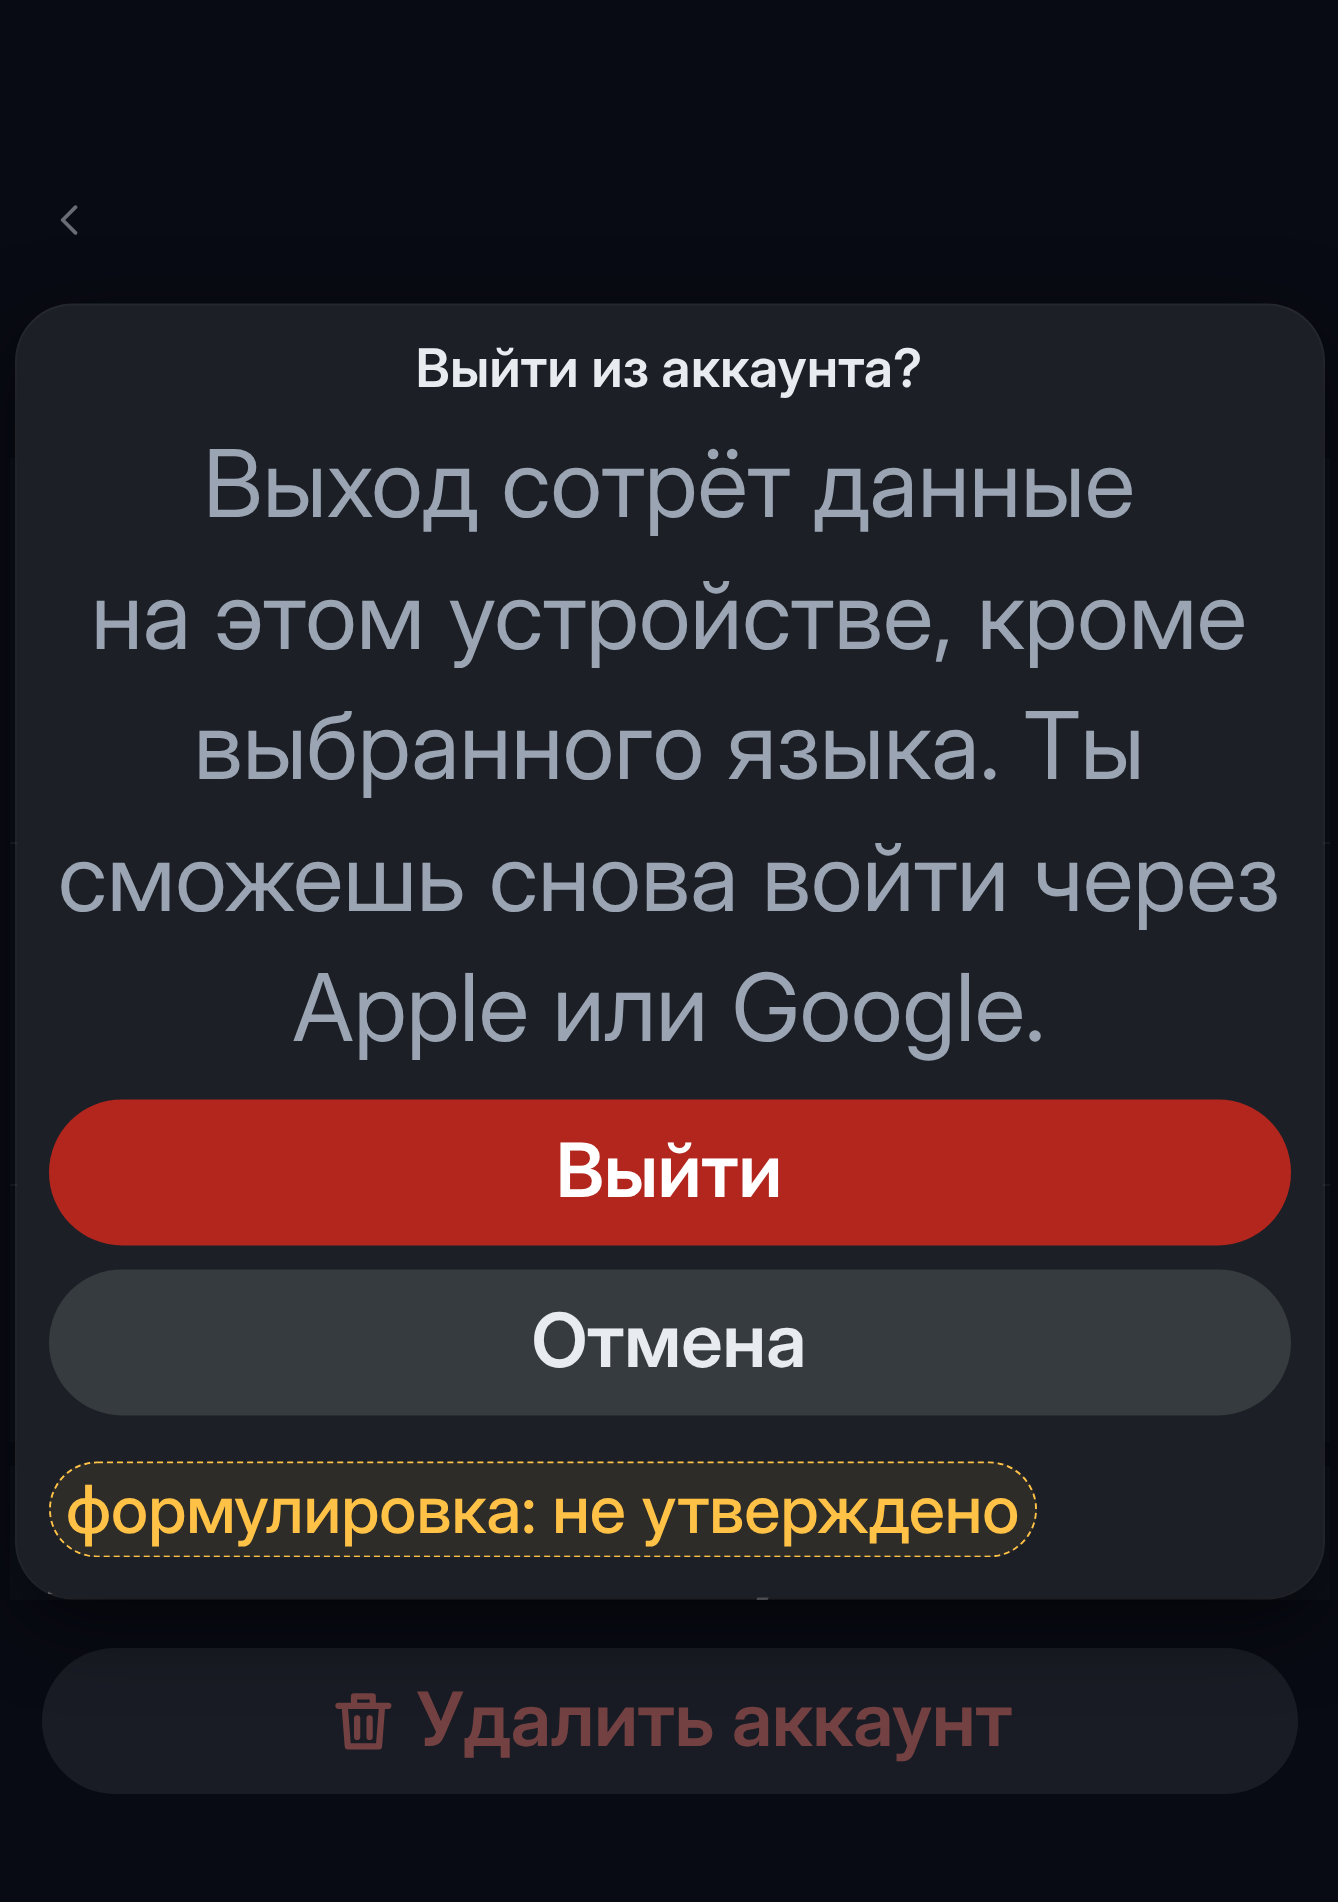 Выйти из аккаунта?
Выход сотрёт данные
на этом устройстве, кроме
выбранного языка. Ты
сможешь снова войти через
Apple или Google.
Выйти
Отмена
формулировка: не утверждено
Удалить аккаунт